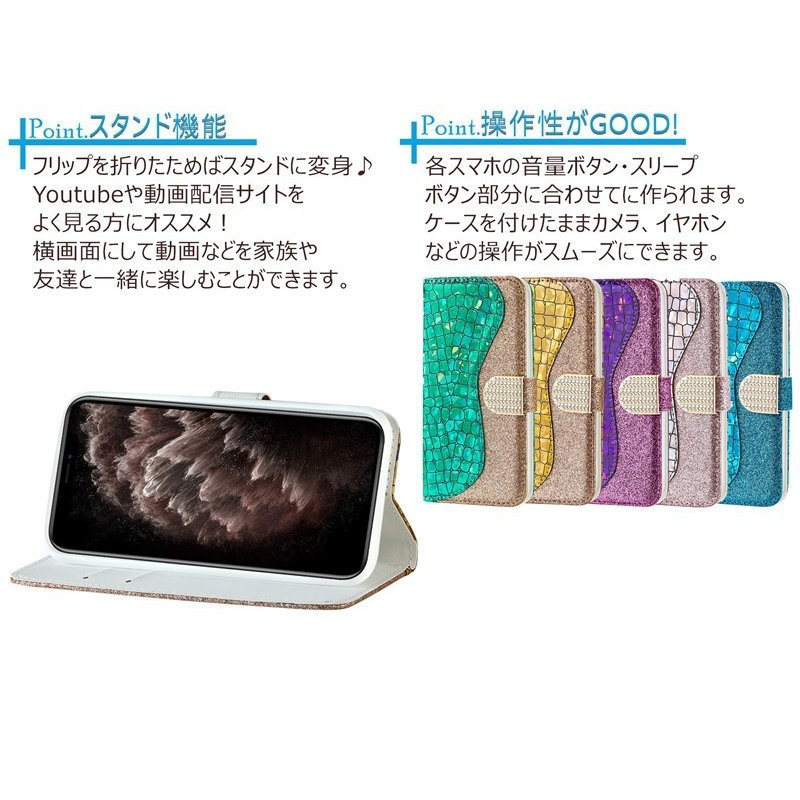 Point.スタンド機能
フリップを折りたためばスタンドに変身♪
Youtubeや動画配信サイトを
よく見る方にオススメ！
横画面にして動画などを家族や
友達と一緒に楽しむことができます。
Point.操作性がGOOD!
各スマホの音量ボタン・スリープ
ボタン部分に合わせてに作られます。
ケースを付けたままカメラ、イヤホン
などの操作がスムーズにできます。